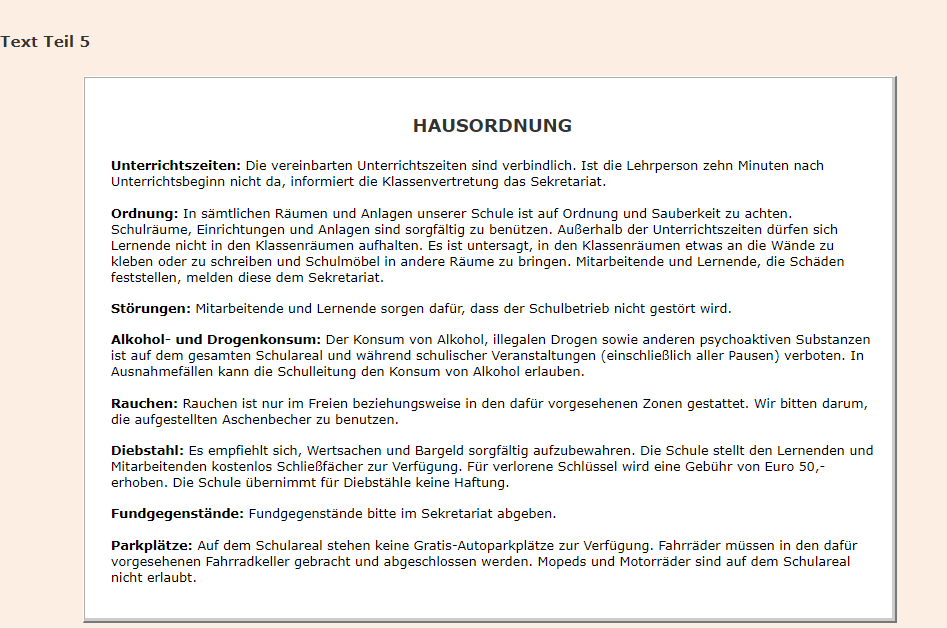 Text Teil 5
HAUSORDNUNG
Unterrichtszeiten: Die vereinbarten Unterrichtszeiten sind verbindlich. Ist die Lehrperson zehn Minuten nach
Unterrichtsbeginn nicht da, informiert die Klassenvertretung das Sekretariat.
Ordnung: In sämtlichen Räumen und Anlagen unserer Schule ist auf Ordnung und Sauberkeit zu achten.
Schulräume, Einrichtungen und Anlagen sind sorgfältig zu benützen. Außerhalb der Unterrichtszeiten dürfen sich
Lernende nicht in den Klassenräumen aufhalten. Es ist untersagt, in den Klassenräumen etwas an die Wände zu
kleben oder zu schreiben und Schulmöbel in andere Räume zu bringen. Mitarbeitende und Lernende, die Schäden
feststellen, melden diese dem Sekretariat.
Störungen: Mitarbeitende und Lernende sorgen dafür, dass der Schulbetrieb nicht gestört wird.
Alkohol- und Drogenkonsum: Der Konsum von Alkohol, illegalen Drogen sowie anderen psychoaktiven Substanzen
ist auf dem gesamten Schulareal und während schulischer Veranstaltungen (einschließlich aller Pausen) verboten. In
Ausnahmefällen kann die Schulleitung den Konsum von Alkohol erlauben.
Rauchen: Rauchen ist nur im Freien beziehungsweise in den dafür vorgesehenen Zonen gestattet. Wir bitten darum,
die aufgestellten Aschenbecher zu benutzen.
Diebstahl: Es empfiehlt sich, Wertsachen und Bargeld sorgfältig aufzubewahren. Die Schule stellt den Lernenden und
Mitarbeitenden kostenlos Schließfächer zur Verfügung. Für verlorene Schlüssel wird eine Gebühr von Euro 50,-
erhoben. Die Schule übernimmt für Diebstähle keine Haftung.
Fundgegenstände: Fundgegenstände bitte im Sekretariat abgeben.
Parkplätze: Auf dem Schulareal stehen keine Gratis-Autoparkplätze zur Verfügung. Fahrräder müssen in den dafür
vorgesehenen Fahrradkeller gebracht und abgeschlossen werden. Mopeds und Motorräder sind auf dem Schulareal
nicht erlaubt.